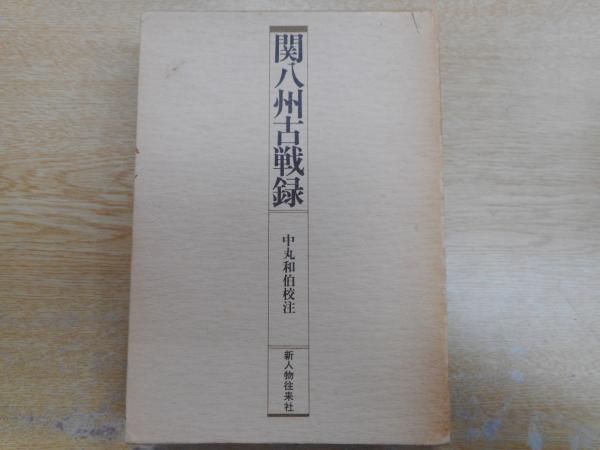 関八州古戦録
中丸和伯校注
新人物往来社